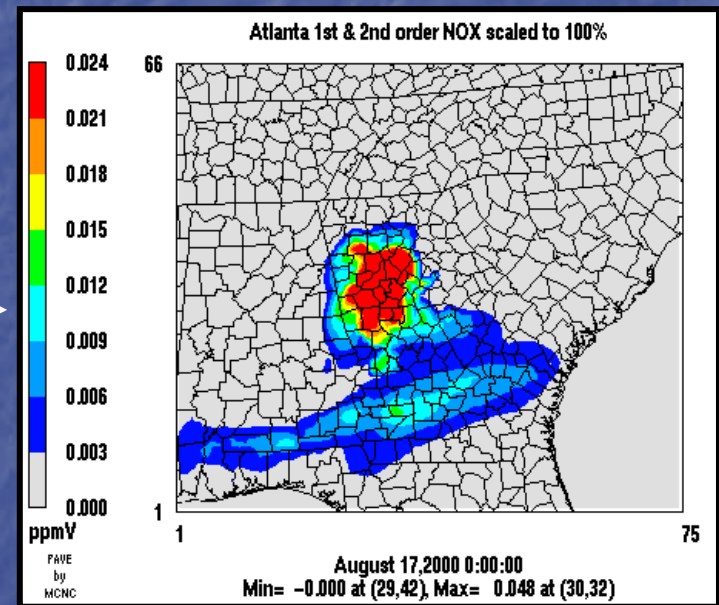 Atlanta 1st & 2nd order NOX scaled to 100%
0.024
0.021
0.018
0.015
0.012
0.009
0.006
0.003
0.000
ppmV
PAVE
by
MCNC
66
1
1
75
August 17,2000 0:00:00
Min= -0.000 at (29,42), Max= 0.048 at (30,32)